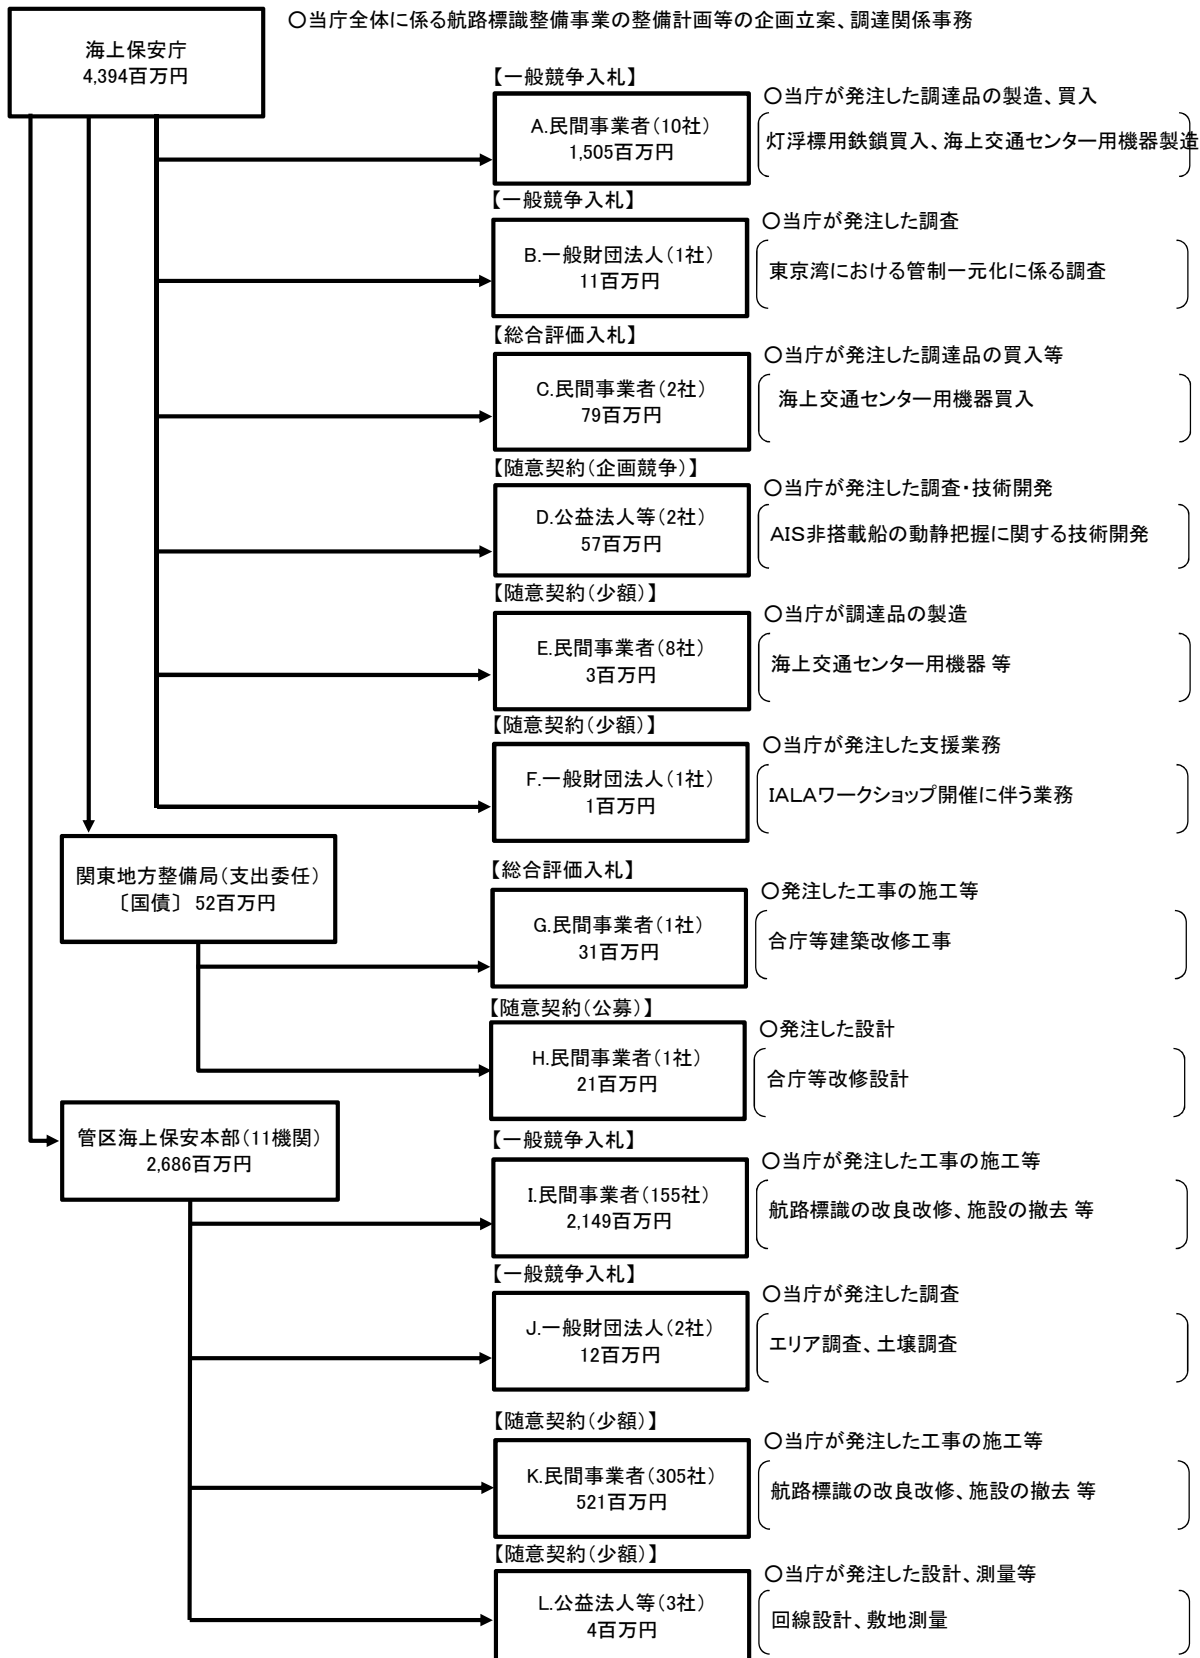 ○当庁全体に係る航路標識整備事業の整備計画等の企画立案、調達関係事務
海上保安庁
4,394百万円
【一般競争入札】
○当庁が発注した調達品の製造、買入
A.民間事業者(10社)
1,505百万円
灯浮標用鉄鎖買入、海上交通センター用機器製造
【一般競争入札】
○当庁が発注した調査
B.一般財団法人(1社)
11百万円
東京湾における管制一元化に係る調査
【総合評価入札】
○当庁が発注した調達品の買入等
C.民間事業者(2社)
79百万円
海上交通センター用機器買入
【随意契約(企画競争)】
○当庁が発注した調査・技術開発
D.公益法人等(2社)
57百万円
AIS非搭載船の動静把握に関する技術開発
【随意契約(少額)】
○当庁が調達品の製造
E.民間事業者(8社)
3百万円
海上交通センター用機器 等
【随意契約(少額)】
○当庁が発注した支援業務
F.一般財団法人(1社)
1百万円
IALAワークショップ開催に伴う業務
関東地方整備局(支出委任)
〔国債〕 52百万円
【総合評価入札】
○発注した工事の施工等
G.民間事業者(1社)
31百万円
合庁等建築改修工事
【随意契約(公募)】
○発注した設計
H.民間事業者(1社)
21百万円
合庁等改修設計
管区海上保安本部(11機関)
2,686百万円
【一般競争入札】
○当庁が発注した工事の施工等
I.民間事業者(155社)
2,149百万円
航路標識の改良改修、施設の撤去 等
【一般競争入札】
○当庁が発注した調査
J.一般財団法人(2社)
12百万円
エリア調査、土壌調査
【随意契約(少額)】
○当庁が発注した工事の施工等
K.民間事業者(305社)
521百万円
航路標識の改良改修、施設の撤去 等
【随意契約(少額)】
○当庁が発注した設計、測量等
L.公益法人等(3社)
4百万円
回線設計、敷地測量